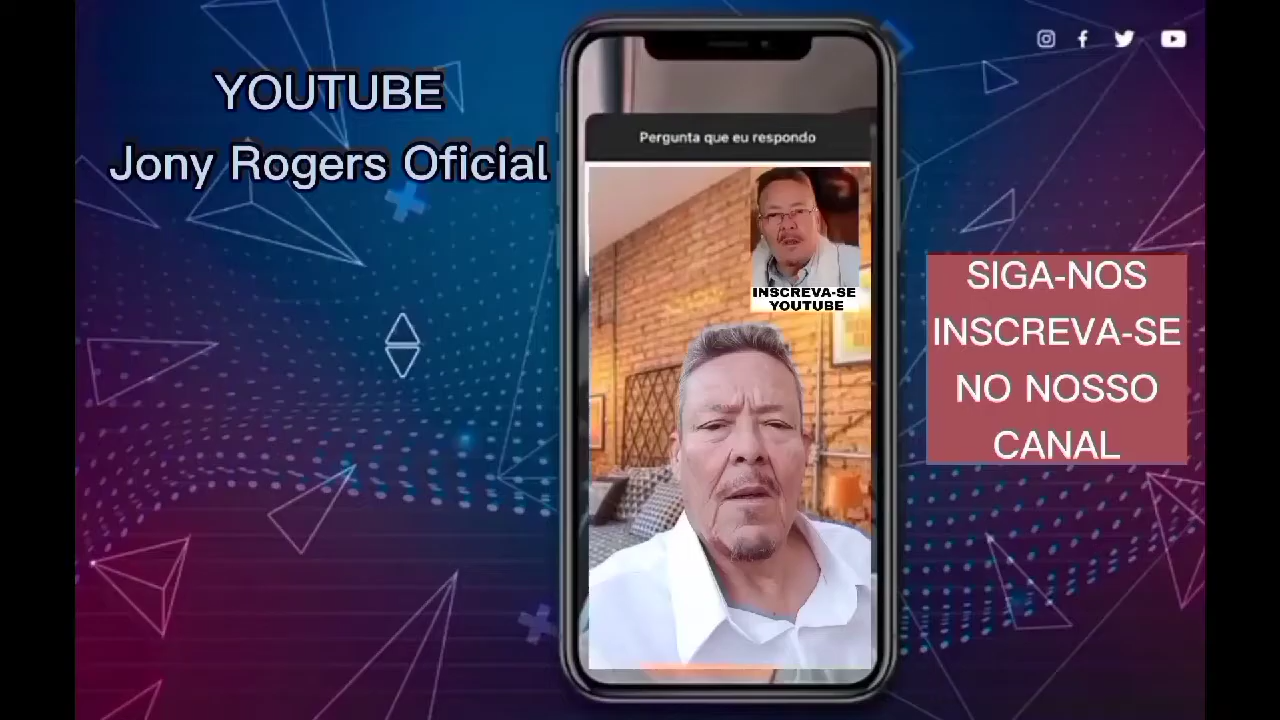 YOUTUBE
Jony Rogers Oficial
Pergunta que eu respondo
INSCREVA-SE
YOUTUBE
SIGA-NOS
INSCREVA-SE
NO NOSSO
CANAL